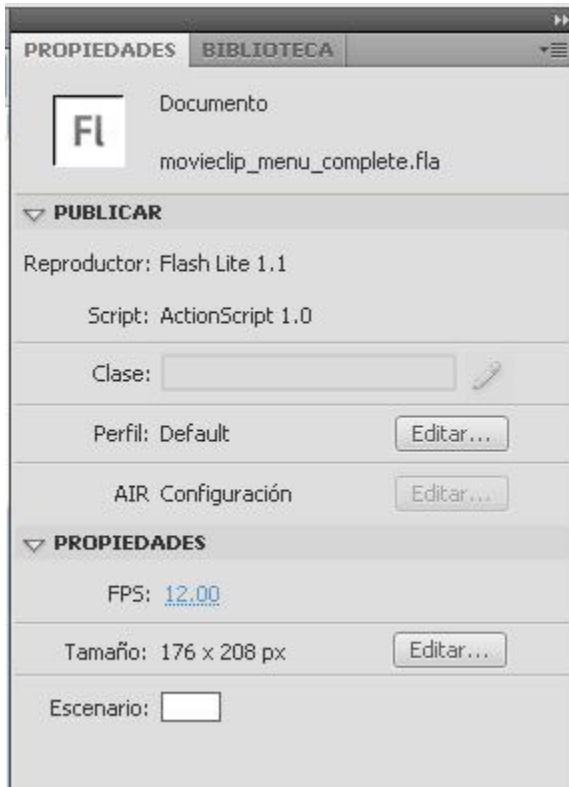 PROPIEDADES BIBLIOTECA
Fl
Documento
movieclip_menu_complete.fla
PUBLICAR
Reproductor: Flash Lite 1.1
Script: ActionScript 1.0
Clase:
Perfil: Default Editar...
AIR Configuración Editar...
PROPIEDADES
FPS: 12.00
Tamaño: 176 x 208 px Editar...
Escenario: